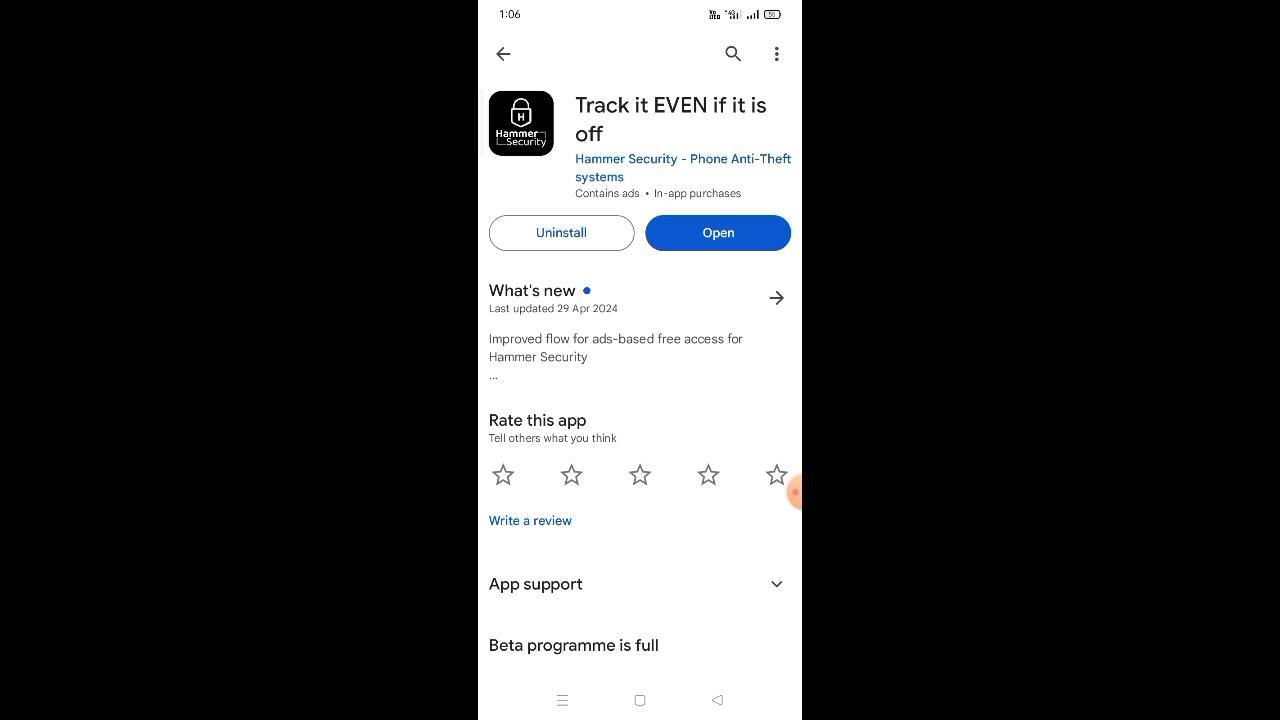 1:06
Track it EVEN if it is
off
Hammer Security - Phone Anti-Theft
systems
Contains ads • In-app purchases
H
Hammer
Security
Uninstall
Open
What's new
Last updated 29 Apr 2024
Improved flow for ads-based free access for
Hammer Security
...
Rate this app
Tell others what you think
Write a review
App support
Beta programme is full